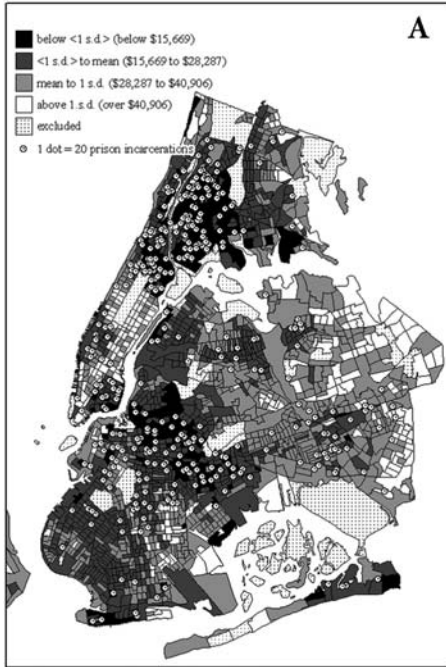 A
below <1 s.d.> (below $15,669)
<1 s.d.> to mean ($15,669 to $28,287)
mean to 1 s.d. ($28,287 to $40,906)
above 1.s.d. (over $40,906)
excluded
1 dot = 20 prison incarcerations